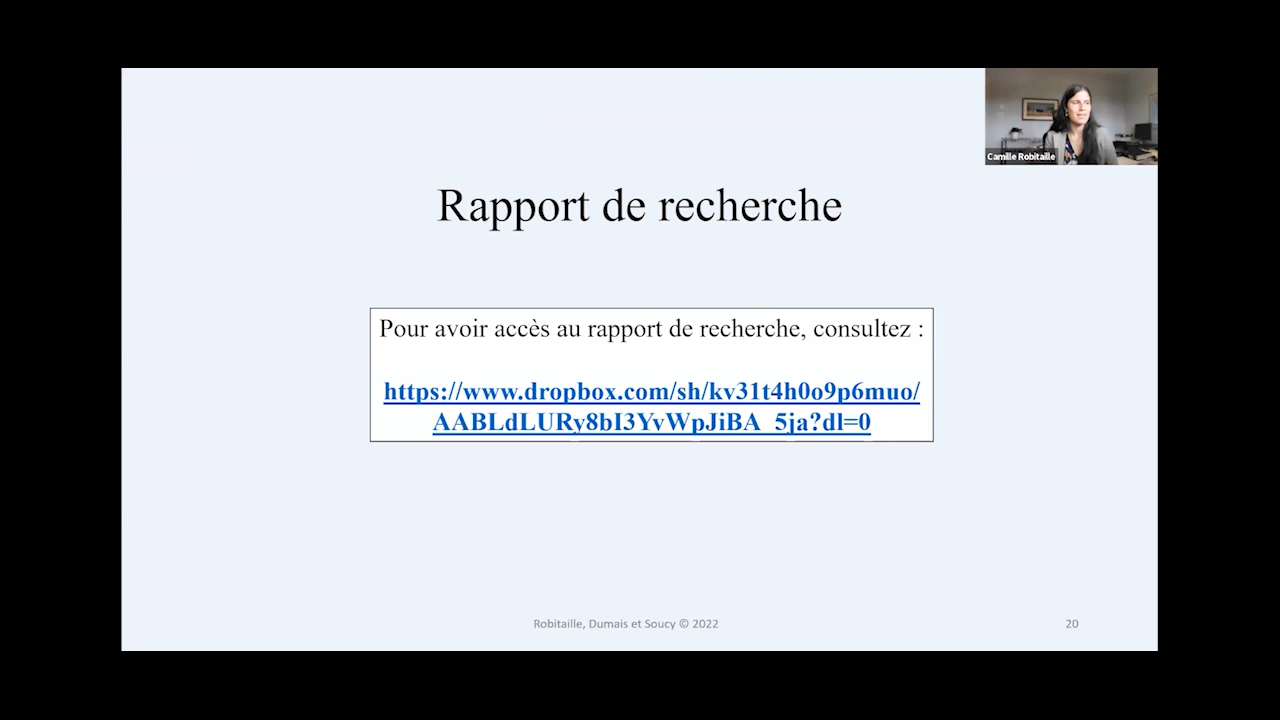 Camille Robitaille
Rapport de recherche
Pour avoir accès au rapport de recherche, consultez :
https://www.dropbox.com/sh/kv31t4h0o9p6muo/
AABLdLURy8bI3YvWpJiBA_5ja?dl=0
Robitaille, Dumais et Soucy © 2022
20